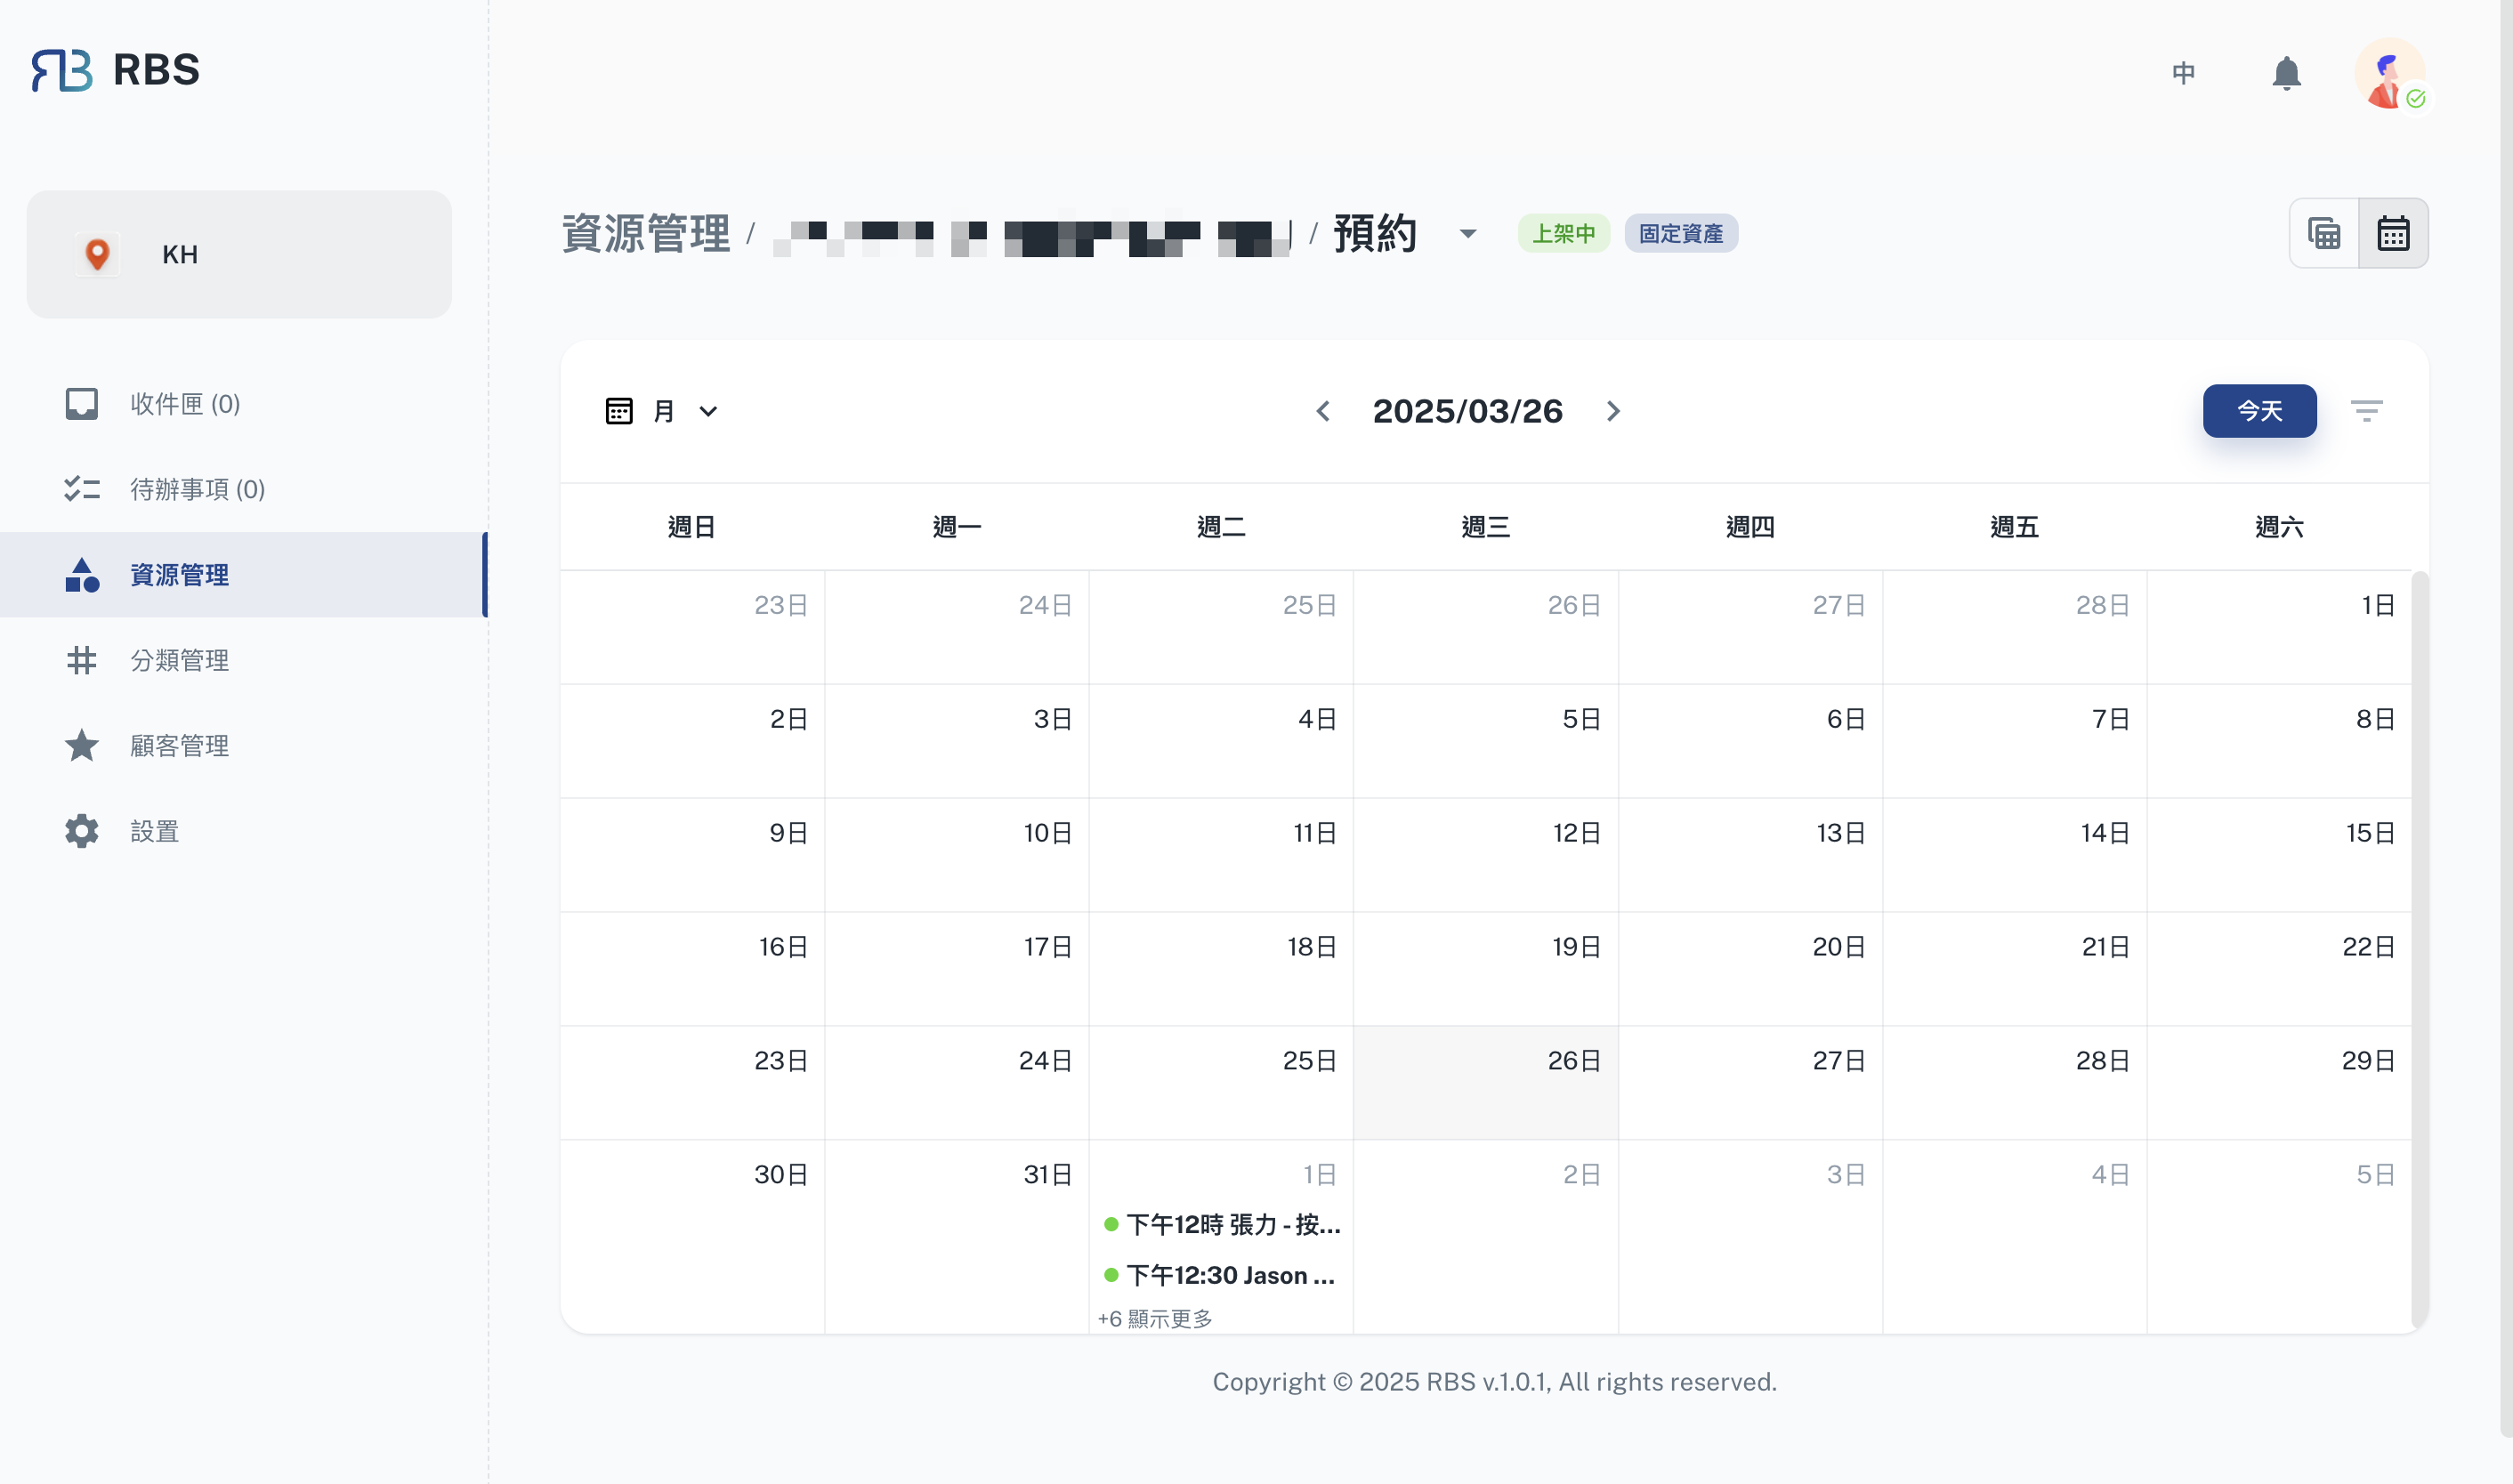 RBS
中
KH
資源管理 / / 預約 上架中 固定資產
收件匣 (0)
待辦事項 (0)
資源管理
分類管理
顧客管理
設置
月 2025/03/26 今天
週日 週一 週二 週三 週四 週五 週六
23日 24日 25日 26日 27日 28日 1日
2日 3日 4日 5日 6日 7日 8日
9日 10日 11日 12日 13日 14日 15日
16日 17日 18日 19日 20日 21日 22日
23日 24日 25日 26日 27日 28日 29日
30日 31日 1日 2日 3日 4日 5日
下午12時 張力 - 按...
下午12:30 Jason ...
+6 顯示更多
Copyright © 2025 RBS v.1.0.1, All rights reserved.